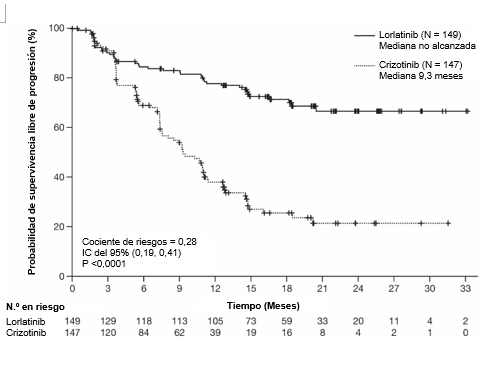 Probabilidad de supervivencia libre de progresión (%)
100
80
60
40
20
0
Lorlatinib (N = 149)
Mediana no alcanzada
Crizotinib (N = 147)
Mediana 9,3 meses
Cociente de riesgos = 0,28
IC del 95% (0,19, 0,41)
P <0,0001
0 3 6 9 12 15 18 21 24 27 30 33
Tiempo (Meses)
N.º en riesgo
Lorlatinib 149 129 118 113 105 73 59 33 20 11 4 2
Crizotinib 147 120 84 62 39 19 16 8 4 2 1 0